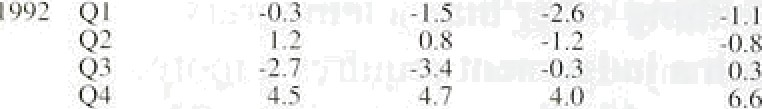 1992 Q1 -0.3 -1.5 -2.6 -1.1
Q2 1.2 0.8 -1.2 -0.8
Q3 -2.7 -3.4 -0.3 0.3
Q4 4.5 4.7 4.0 6.6